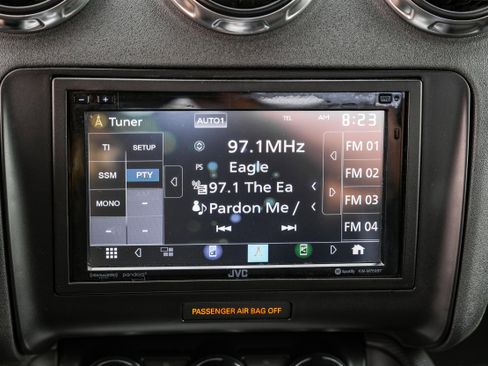 Tuner AUTO1 TEL AM 8:23
TI SETUP 97.1MHz FM 01
SSM PTY PS Eagle FM 02
MONO 97.1 The Ea FM 03
Pardon Me / FM 04
JVC
PASSENGER AIR BAG OFF